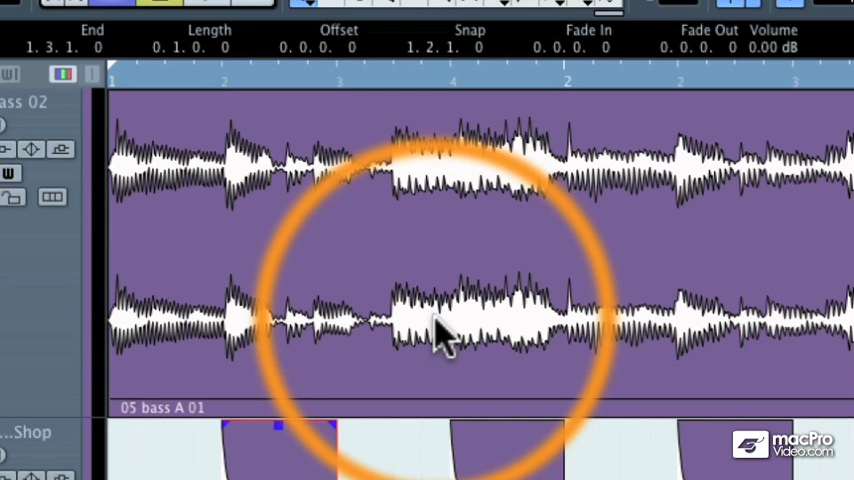 End Length Offset Snap Fade In Fade Out Volume
1. 3. 1. 0 0. 1. 0. 0 0. 0. 0. 0 1. 2. 1. 0 0. 0. 0. 0 0. 0. 0. 0 0.00 dB
1 2 3 4 2 2 3
ass 02
W
05 bass A 01
...Shop
macPro
Video.com